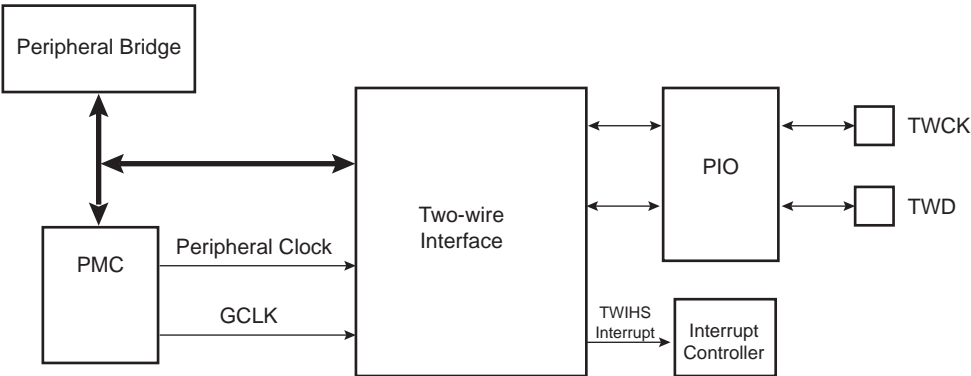 Peripheral Bridge
PMC
Peripheral Clock
GCLK
Two-wire
Interface
PIO
TWCK
TWD
TWIHS
Interrupt
Interrupt
Controller